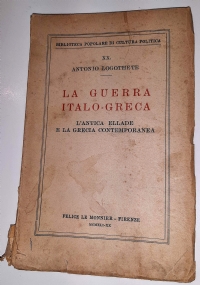 BIBLIOTECA POPOLARE DI CULTURA POLITICA
XX
ANTONIO LOGOTHETE
LA GUERRA
ITALO-GRECA
L'ANTICA ELLADE
E LA GRECIA CONTEMPORANEA
FELICE LE MONNIER - FIRENZE